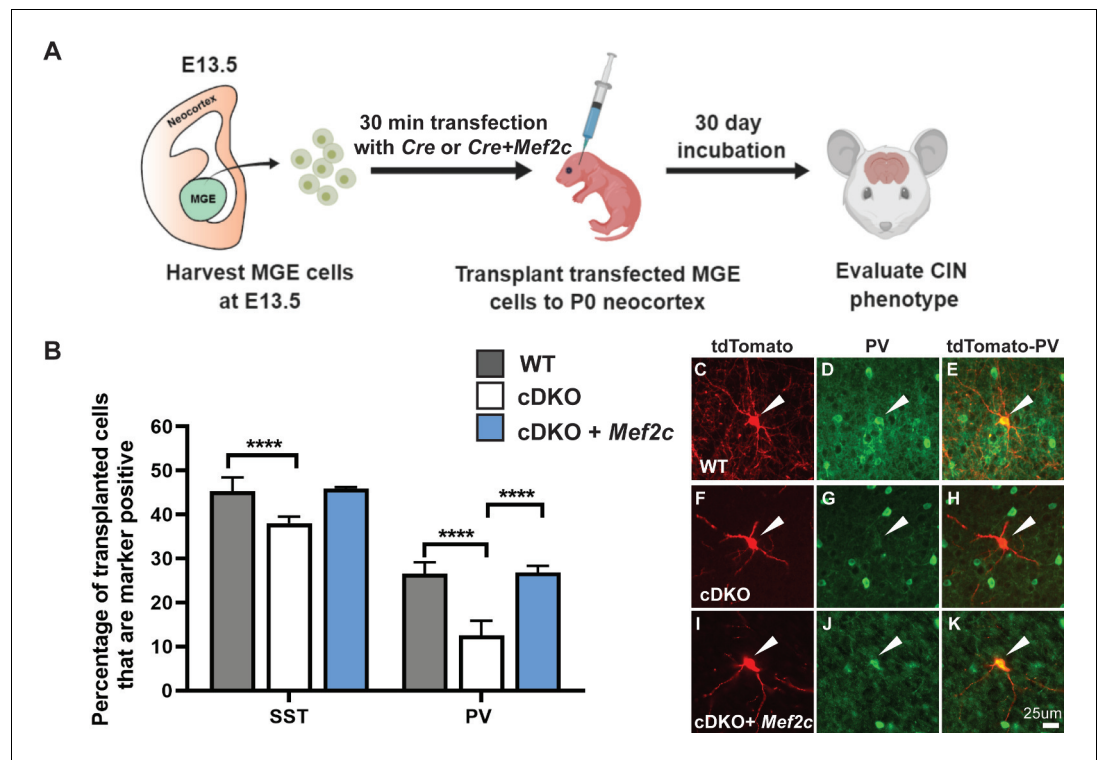 A
E13.5
Neocortex
MGE
30 min transfection
with Cre or Cre+Mef2c
30 day
incubation
Harvest MGE cells
at E13.5
Transplant transfected MGE
cells to P0 neocortex
Evaluate CIN
phenotype
B
WT
cDKO
cDKO + Mef2c
Percentage of transplanted cells
that are marker positive
60
50
40
30
20
10
0
****
****
****
SST
PV
tdTomato
PV
tdTomato-PV
C
D
E
WT
F
G
H
cDKO
I
J
K
cDKO+ Mef2c
25um